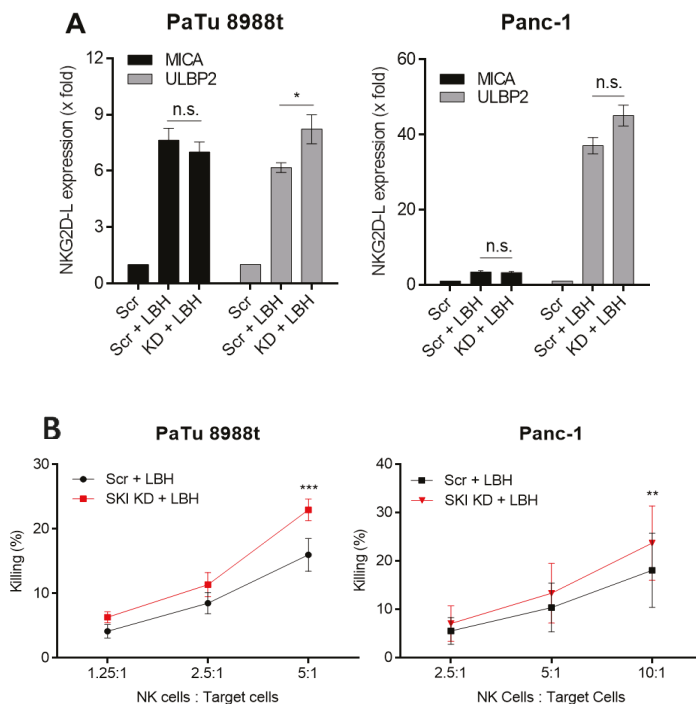 A
PaTu 8988t
MICA
ULBP2
NKG2D-L expression (x fold)
12
9
6
3
0
n.s.
*
Scr
Scr + LBH
KD + LBH
Scr
Scr + LBH
KD + LBH
Panc-1
MICA
ULBP2
NKG2D-L expression (x fold)
60
40
20
0
n.s.
n.s.
Scr
Scr + LBH
KD + LBH
Scr
Scr + LBH
KD + LBH
B
PaTu 8988t
Scr + LBH
SKI KD + LBH
Killing (%)
30
20
10
0
***
1.25:1
2.5:1
5:1
NK cells : Target cells
Panc-1
Scr + LBH
SKI KD + LBH
Killing (%)
40
30
20
10
0
**
2.5:1
5:1
10:1
NK Cells : Target Cells